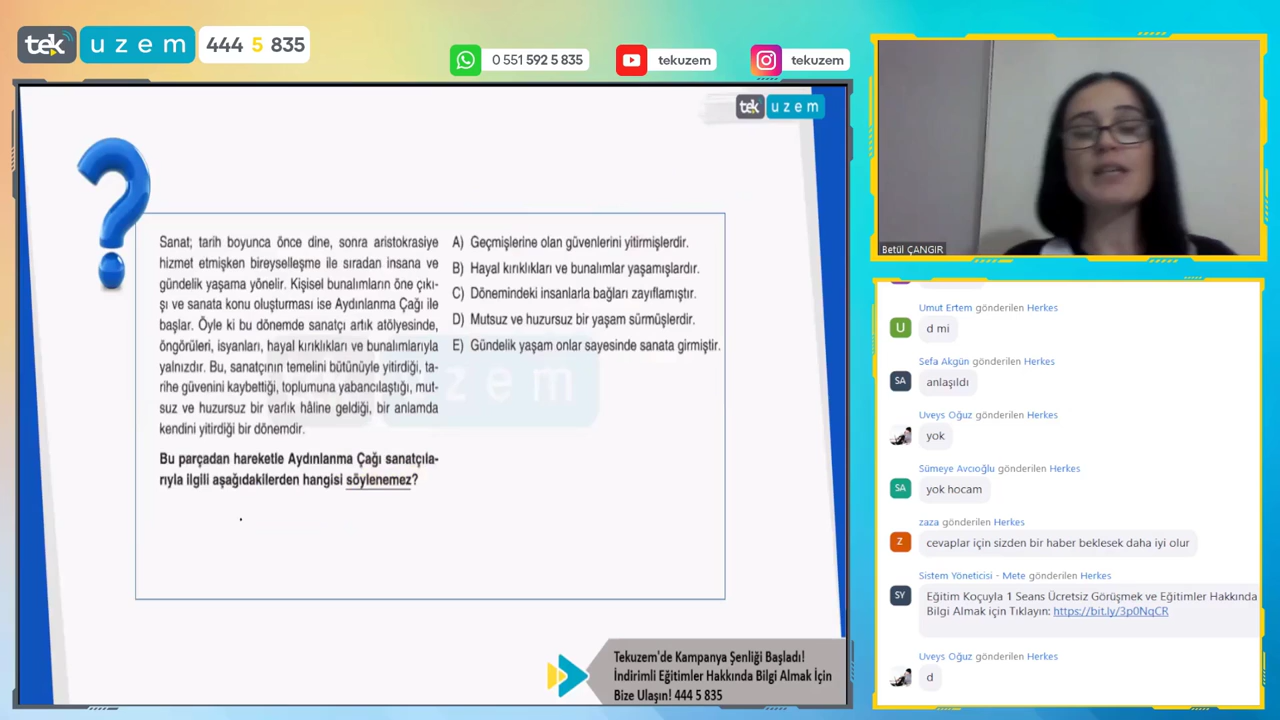 tek uzem 444 5 835
0 551 592 5 835 tekuzem tekuzem
tek uzem
Sanat; tarih boyunca önce dine, sonra aristokrasiye
hizmet etmişken bireyselleşme ile sıradan insana ve
gündelik yaşama yönelir. Kişisel bunalımların öne çıkı-
şı ve sanata konu oluşturması ise Aydınlanma Çağı ile
başlar. Öyle ki bu dönemde sanatçı artık atölyesinde,
öngörüleri, isyanları, hayal kırıklıkları ve bunalımlarıyla
yalnızdır. Bu, sanatçının temelini bütünüyle yitirdiği, ta-
rihe güvenini kaybettiği, toplumuna yabancılaştığı, mut-
suz ve huzursuz bir varlık hâline geldiği, bir anlamda
kendini yitirdiği bir dönemdir.
Bu parçadan hareketle Aydınlanma Çağı sanatçıla-
rıyla ilgili aşağıdakilerden hangisi söylenemez?
A) Geçmişlerine olan güvenlerini yitirmişlerdir.
B) Hayal kırıklıkları ve bunalımlar yaşamışlardır.
C) Dönemindeki insanlarla bağları zayıflamıştır.
D) Mutsuz ve huzursuz bir yaşam sürmüşlerdir.
E) Gündelik yaşam onlar sayesinde sanata girmiştir.
zem
Tekuzem'de Kampanya Şenliği Başladı!
İndirimli Eğitimler Hakkında Bilgi Almak İçin
Bize Ulaşın! 444 5 835
Betül ÇANGIR
Umut Ertem gönderilen Herkes
U d mi
Sefa Akgün gönderilen Herkes
SA anlaşıldı
Uveys Oğuz gönderilen Herkes
yok
Sümeye Avcıoğlu gönderilen Herkes
SA yok hocam
zaza gönderilen Herkes
Z cevaplar için sizden bir haber beklesek daha iyi olur
Sistem Yöneticisi - Mete gönderilen Herkes
SY Eğitim Koçuyla 1 Seans Ücretsiz Görüşmek ve Eğitimler Hakkında
Bilgi Almak için Tıklayın: https://bit.ly/3p0NqCR
Uveys Oğuz gönderilen Herkes
d